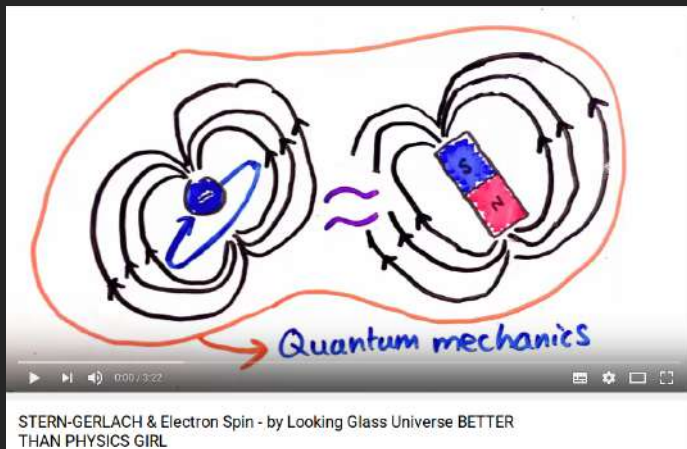 S
N
Quantum mechanics
0:00 / 3:22
STERN-GERLACH & Electron Spin - by Looking Glass Universe BETTER
THAN PHYSICS GIRL